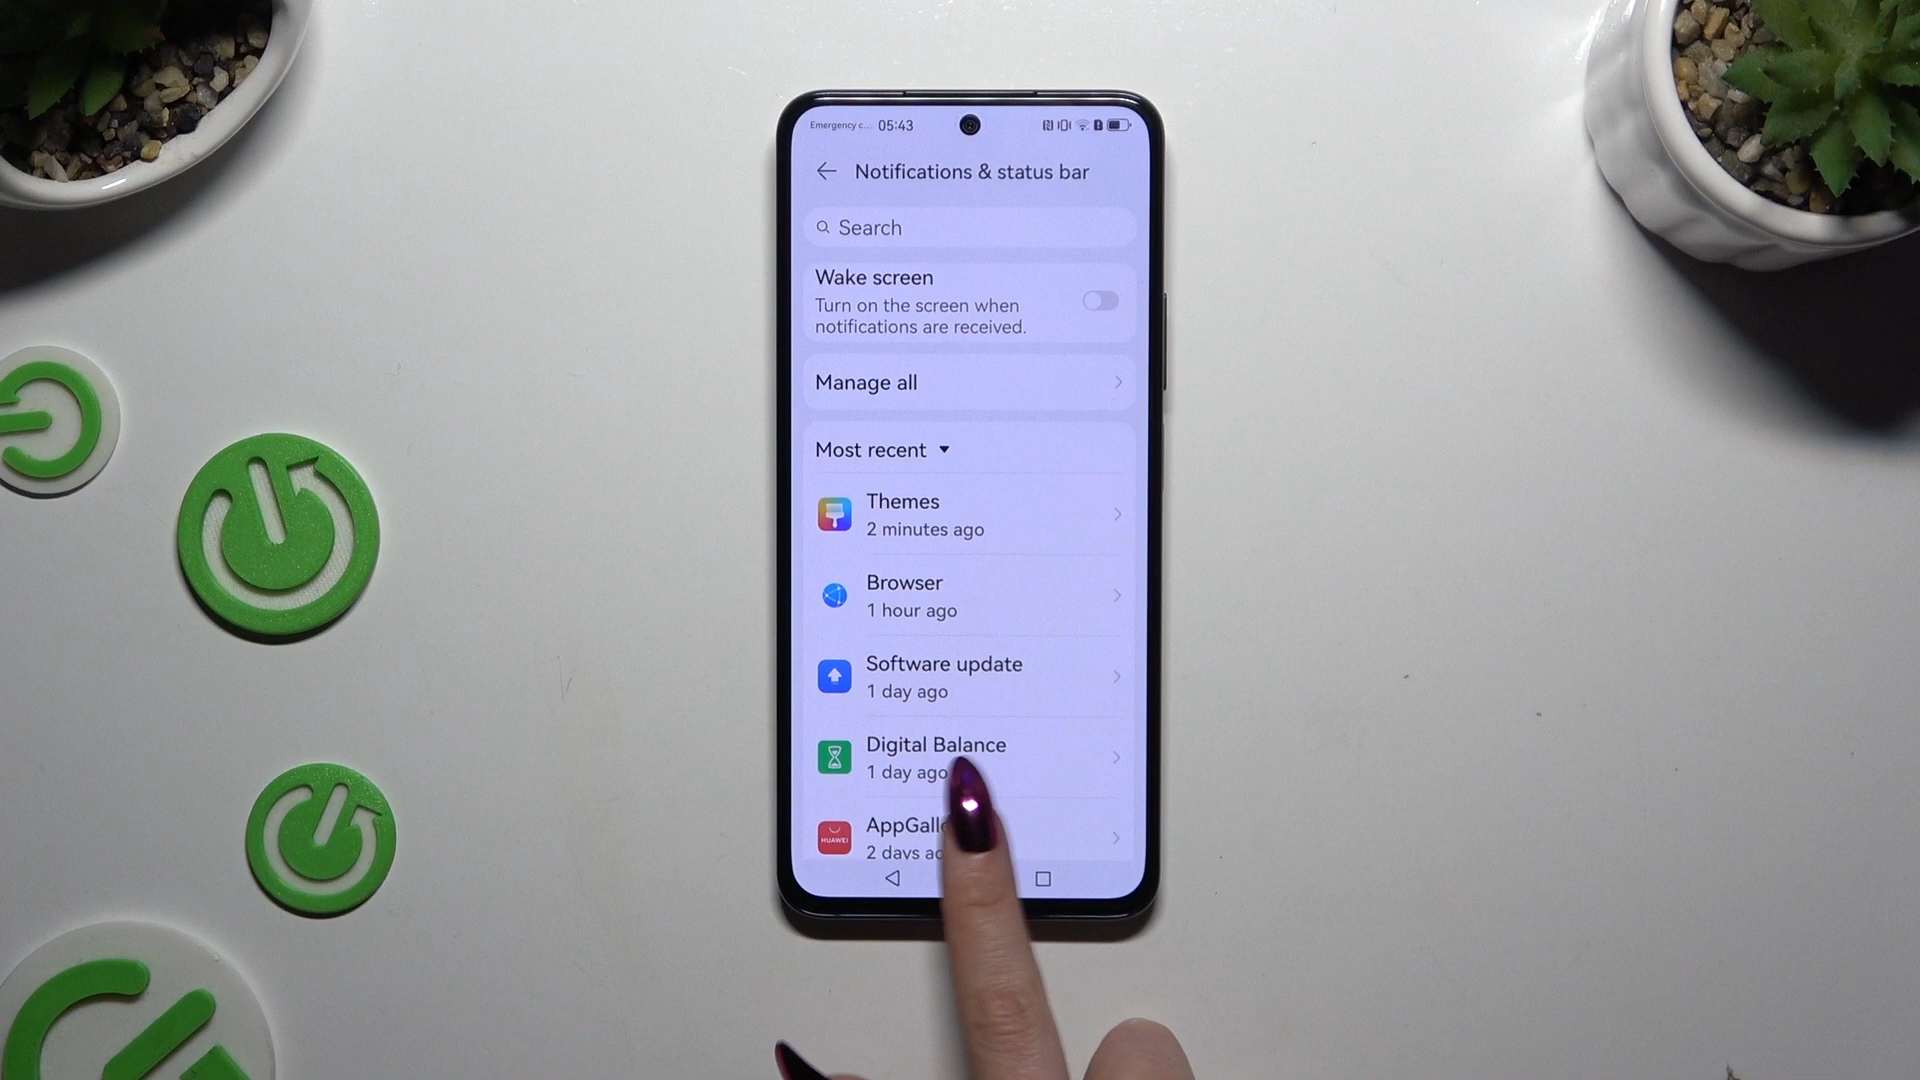 Emergency c... 05:43
Notifications & status bar
Search
Wake screen
Turn on the screen when
notifications are received.
Manage all
Most recent
Themes
2 minutes ago
Browser
1 hour ago
Software update
1 day ago
Digital Balance
1 day ago
HUAWEI
AppGall
2 days